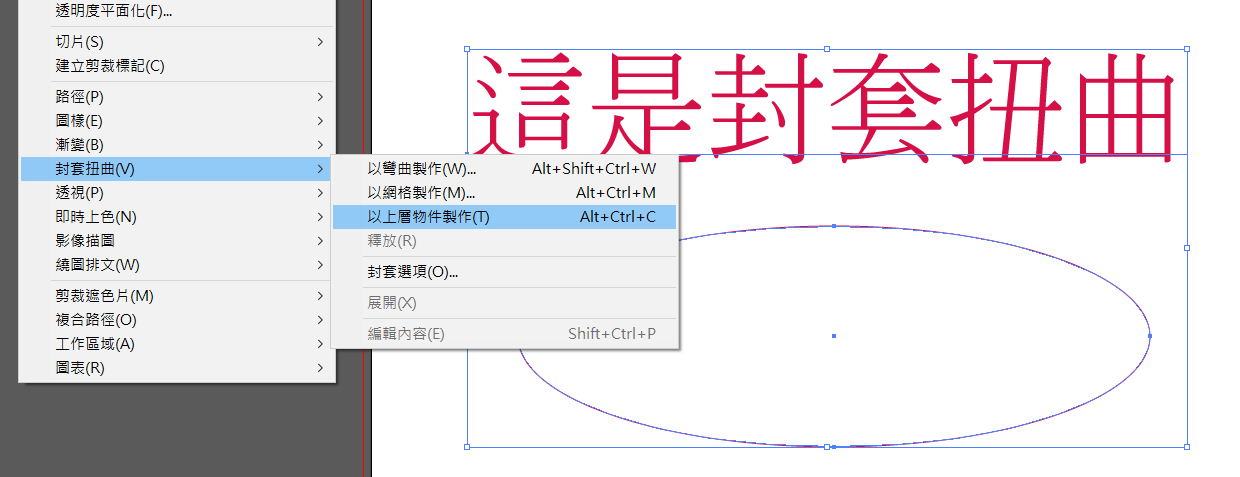 透明度平面化(F)...
切片(S)
建立剪裁標記(C)
路徑(P)
圖樣(E)
漸變(B)
封套扭曲(V)
透視(P)
即時上色(N)
影像描圖
繞圖排文(W)
剪裁遮色片(M)
複合路徑(O)
工作區域(A)
圖表(R)
以彎曲製作(W)... Alt+Shift+Ctrl+W
以網格製作(M)... Alt+Ctrl+M
以上層物件製作(T) Alt+Ctrl+C
釋放(R)
封套選項(O)...
展開(X)
編輯內容(E) Shift+Ctrl+P
這是封套扭曲